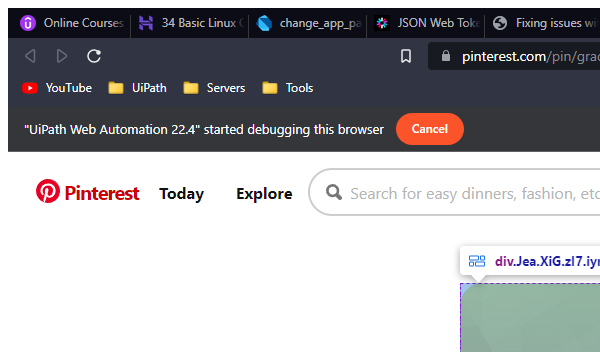 Online Courses
34 Basic Linux C
change_app_pa
JSON Web Toke
Fixing issues wi
pinterest.com/pin/grad
YouTube
UiPath
Servers
Tools
"UiPath Web Automation 22.4" started debugging this browser
Cancel
Pinterest
Today
Explore
Search for easy dinners, fashion, etc
div.Jea.XiG.zI7.iyn